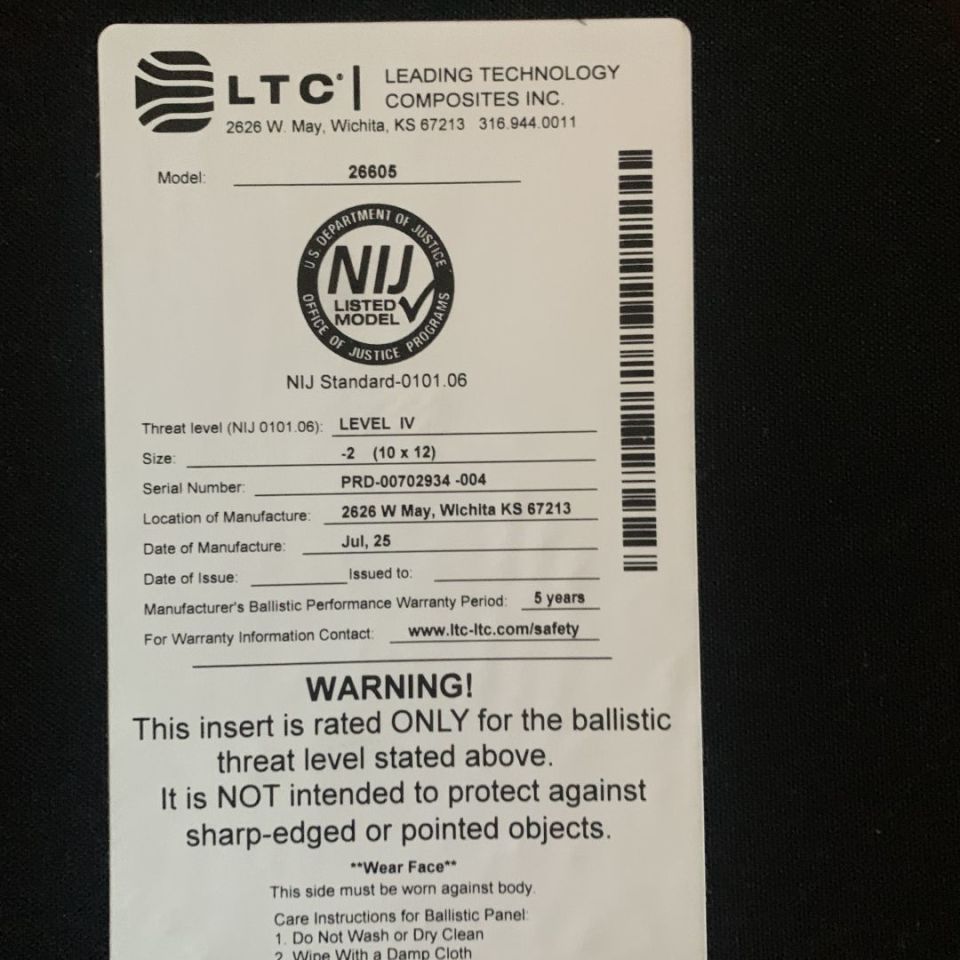 LTC® | LEADING TECHNOLOGY
COMPOSITES INC.
2626 W. May, Wichita, KS 67213 316.944.0011
Model: 26605
U.S. DEPARTMENT OF JUSTICE
NIJ
LISTED
MODEL
OFFICE OF JUSTICE PROGRAMS
NIJ Standard-0101.06
Threat level (NIJ 0101.06): LEVEL IV
Size: -2 (10 x 12)
Serial Number: PRD-00702934 -004
Location of Manufacture: 2626 W May, Wichita KS 67213
Date of Manufacture: Jul, 25
Date of Issue: Issued to:
Manufacturer's Ballistic Performance Warranty Period: 5 years
For Warranty Information Contact: www.ltc-ltc.com/safety
WARNING!
This insert is rated ONLY for the ballistic
threat level stated above.
It is NOT intended to protect against
sharp-edged or pointed objects.
**Wear Face**
This side must be worn against body.
Care Instructions for Ballistic Panel:
1. Do Not Wash or Dry Clean
2. Wipe With a Damp Cloth